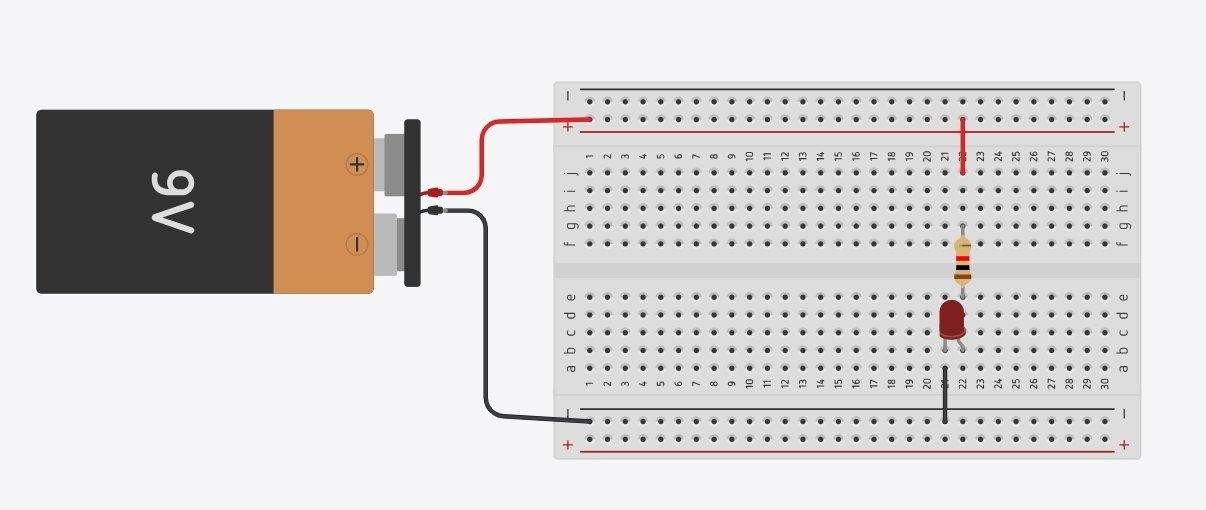 9V
+
−
− −
+ +
1 2 3 4 5 6 7 8 9 10 11 12 13 14 15 16 17 18 19 20 21 22 23 24 25 26 27 28 29 30
j j
i i
h h
g g
f f
e e
d d
c c
b b
a a
1 2 3 4 5 6 7 8 9 10 11 12 13 14 15 16 17 18 19 20 21 22 23 24 25 26 27 28 29 30
− −
+ +